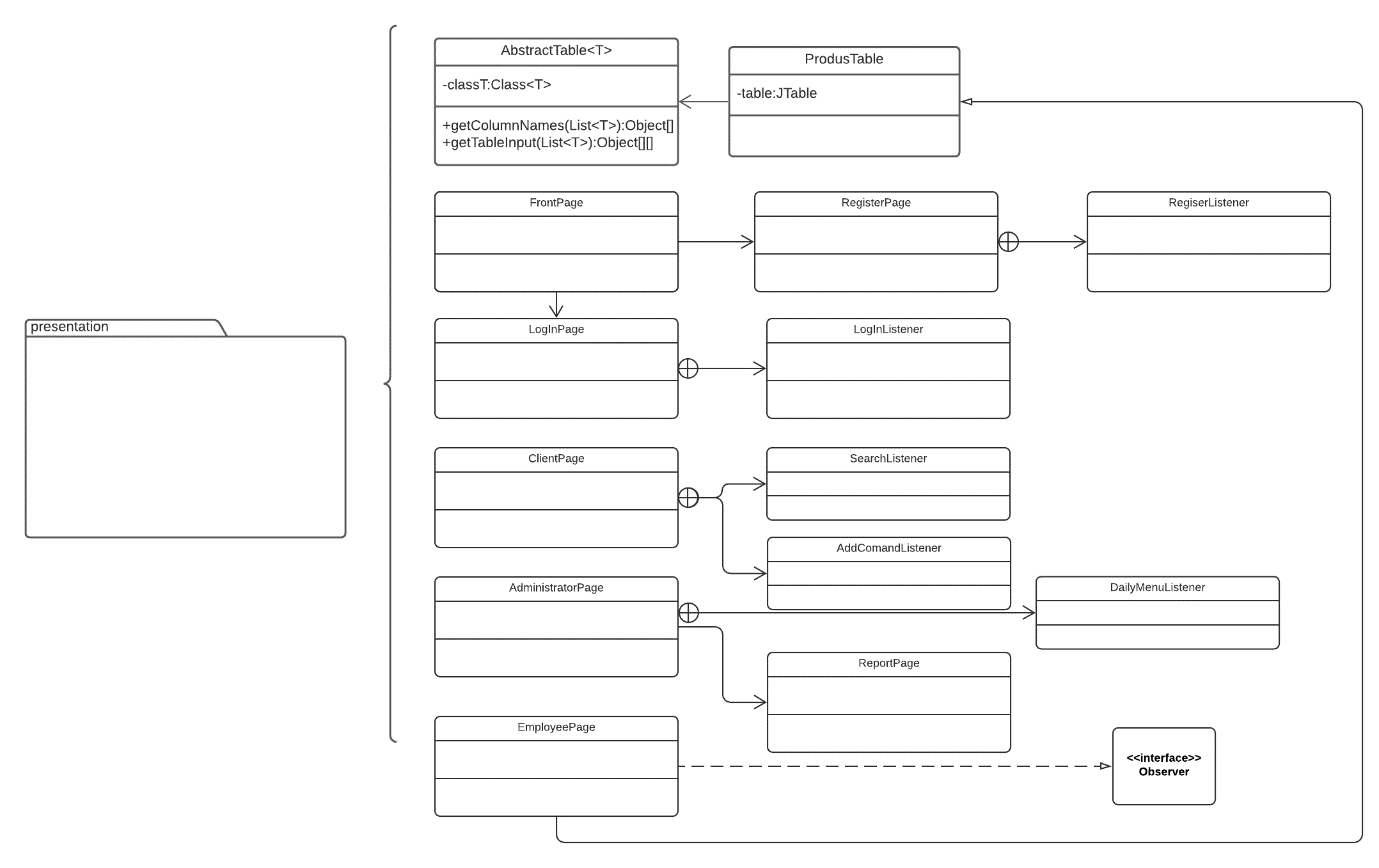 AbstractTable<T>
-classT:Class<T>
+getColumnNames(List<T>):Object[]
+getTableInput(List<T>):Object[][]
ProdusTable
-table:JTable
FrontPage
RegisterPage
RegiserListener
presentation
LogInPage
LogInListener
ClientPage
SearchListener
AddComandListener
AdministratorPage
DailyMenuListener
ReportPage
EmployeePage
<<interface>>
Observer